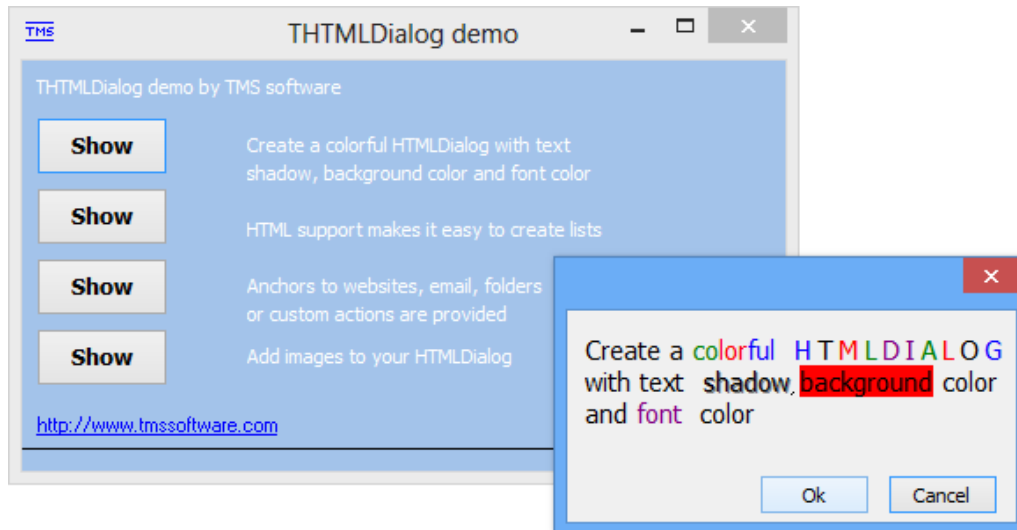 TMS
THTMLDialog demo
THTMLDialog demo by TMS software
Show
Create a colorful HTMLDialog with text
shadow, background color and font color
Show
HTML support makes it easy to create lists
Show
Anchors to websites, email, folders
or custom actions are provided
Show
Add images to your HTMLDialog
http://www.tmssoftware.com
Create a colorful H T M L D I A L O G
with text shadow, background color
and font color
Ok
Cancel